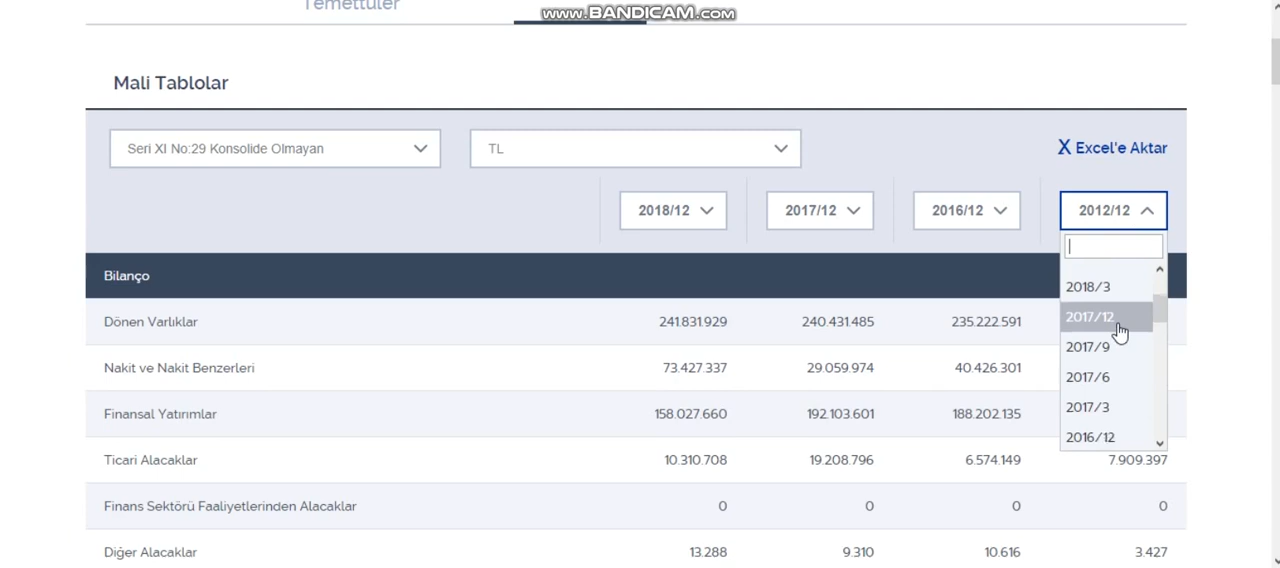 Temettüler
www.BANDICAM.com
Mali Tablolar
Seri XI No:29 Konsolide Olmayan
TL
X Excel'e Aktar
2018/12 2017/12 2016/12 2012/12
Bilanço
2018/3
Dönen Varlıklar 241.831.929 240.431.485 235.222.591
2017/12
2017/9
Nakit ve Nakit Benzerleri 73.427.337 29.059.974 40.426.301
2017/6
Finansal Yatırımlar 158.027.660 192.103.601 188.202.135
2017/3
2016/12
Ticari Alacaklar 10.310.708 19.208.796 6.574.149 7.909.397
Finans Sektörü Faaliyetlerinden Alacaklar 0 0 0 0
Diğer Alacaklar 13.288 9.310 10.616 3.427